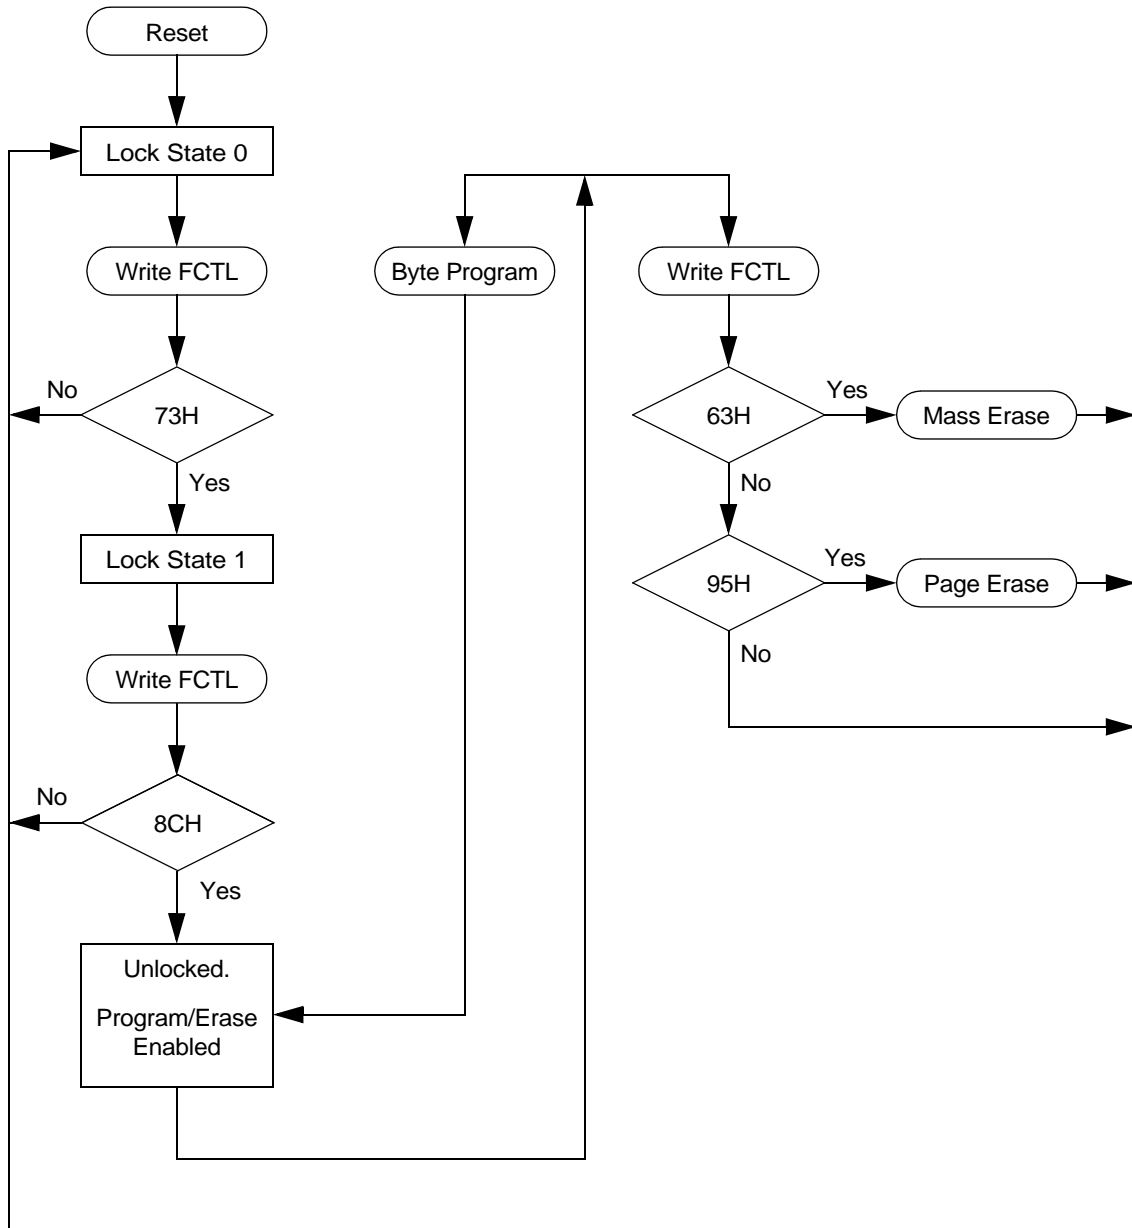 Reset
Lock State 0
Write FCTL
73H
No
Yes
Lock State 1
Write FCTL
8CH
No
Yes
Unlocked.
Program/Erase
Enabled
Byte Program
Write FCTL
63H
Yes
Mass Erase
No
95H
Yes
Page Erase
No